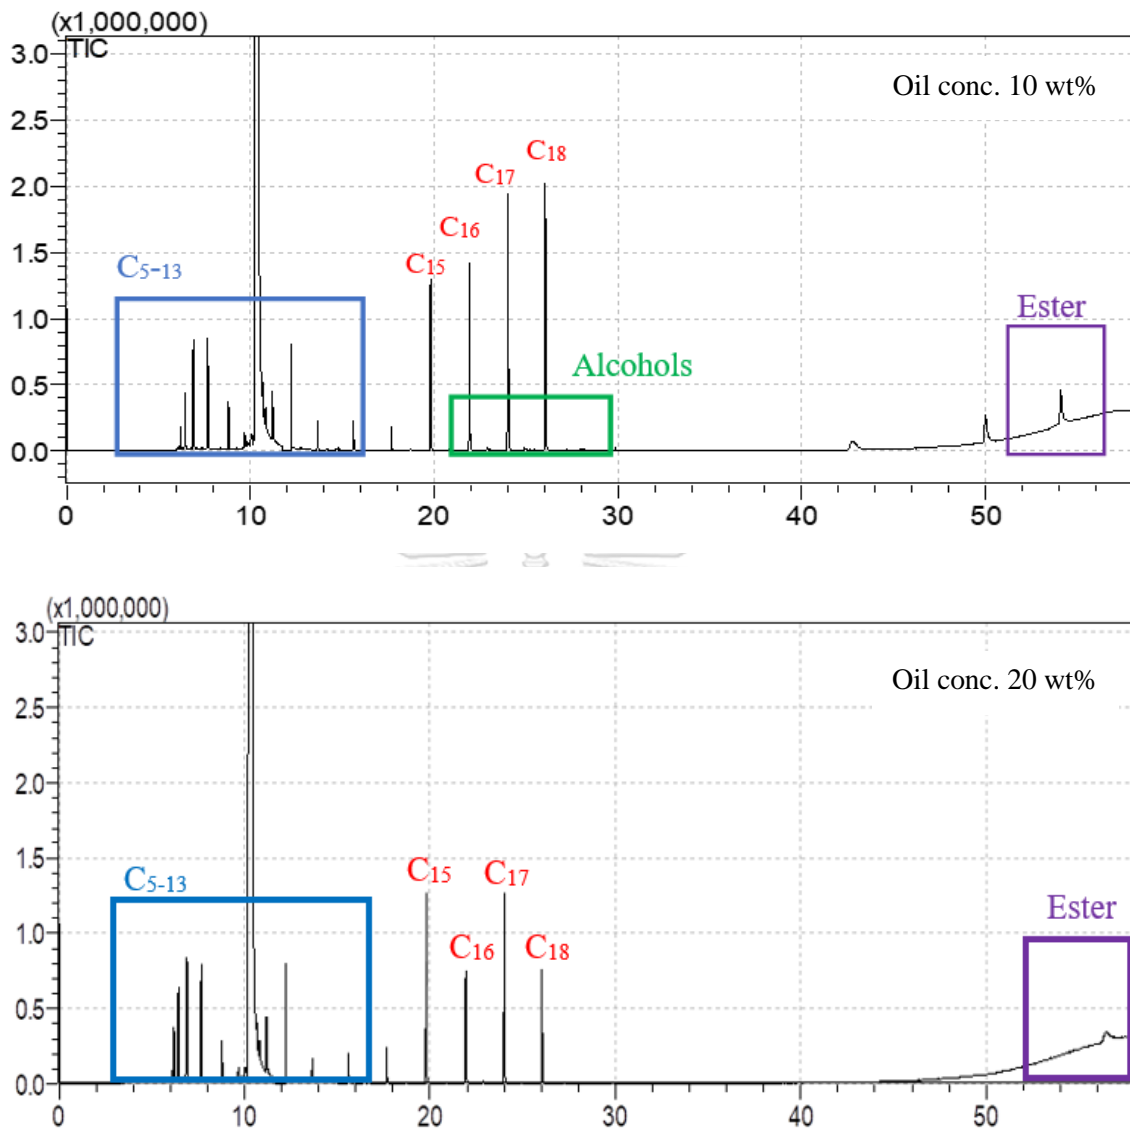 (x1,000,000)
TIC
Oil conc. 10 wt%
3.0
2.5
2.0
1.5
1.0
0.5
0.0
C5-13
C15
C16
C17
C18
Alcohols
Ester
0 10 20 30 40 50
(x1,000,000)
TIC
Oil conc. 20 wt%
3.0
2.5
2.0
1.5
1.0
0.5
0.0
C5-13
C15
C16
C17
C18
Ester
0 10 20 30 40 50